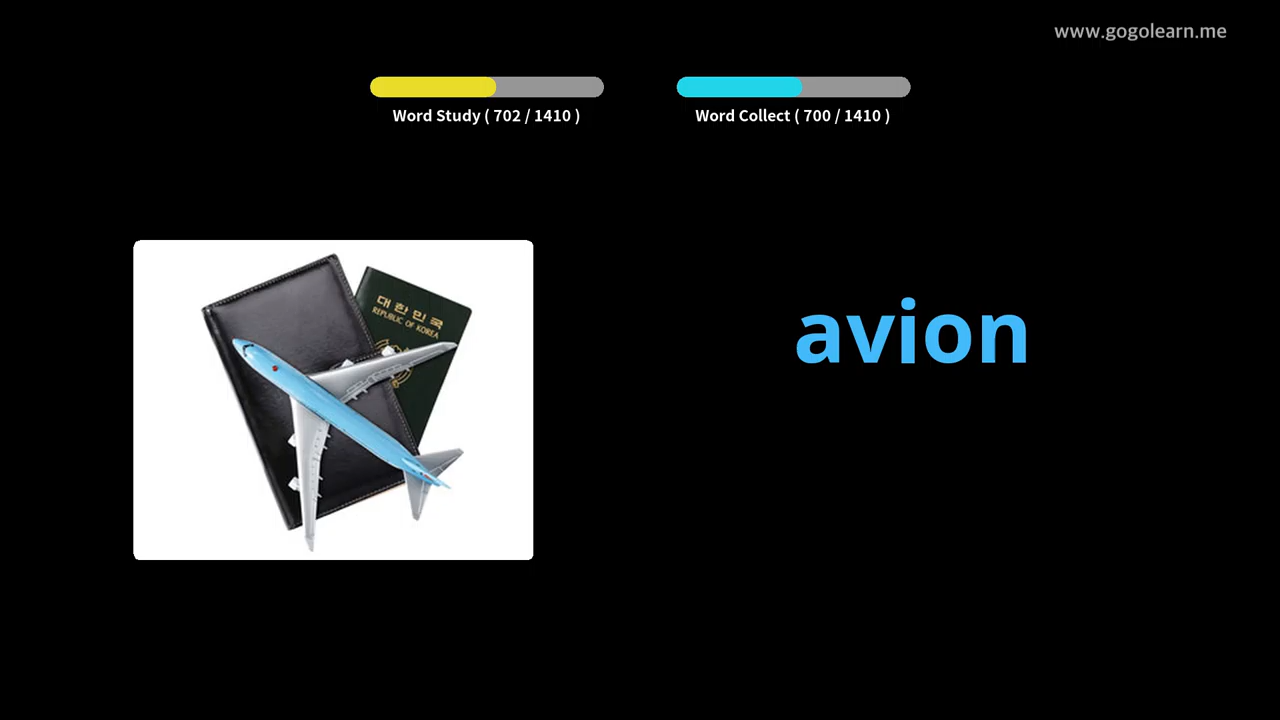 www.gogolearn.me
Word Study ( 702 / 1410 )
Word Collect ( 700 / 1410 )
대한민국
REPUBLIC OF KOREA
avion